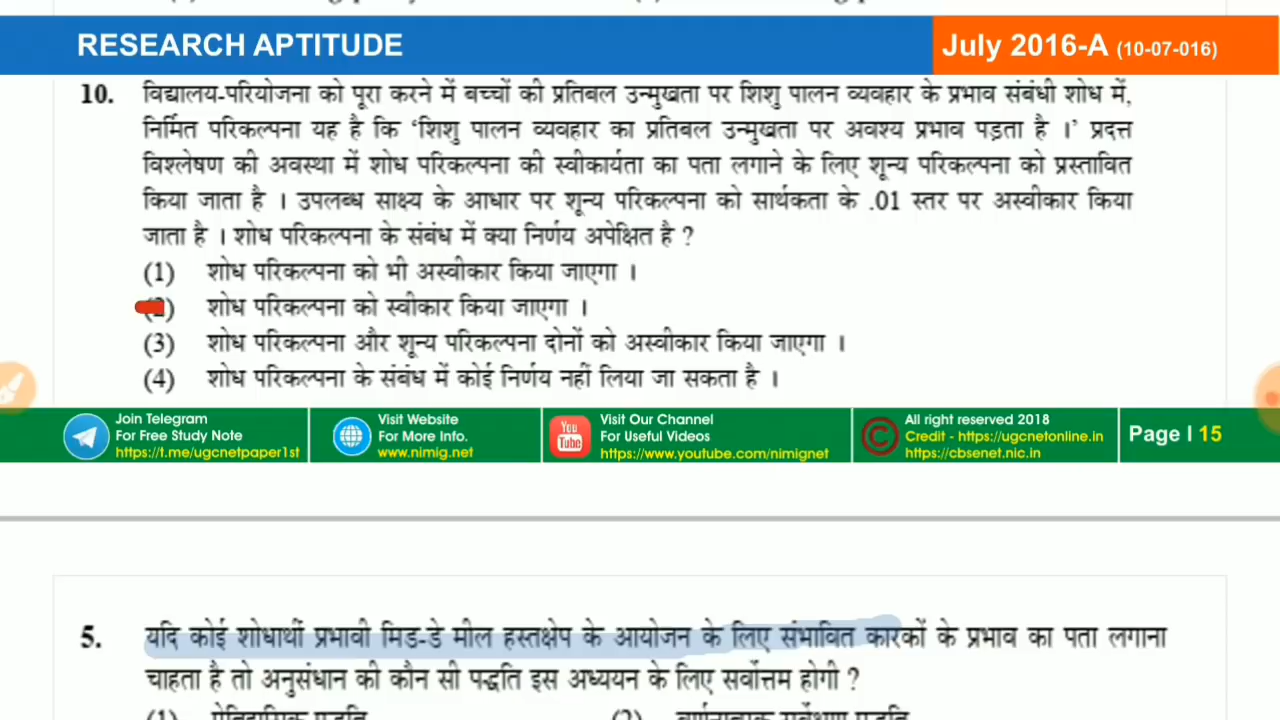 RESEARCH APTITUDE
July 2016-A (10-07-016)
10. विद्यालय-परियोजना को पूरा करने में बच्चों की प्रतिबल उन्मुखता पर शिशु पालन व्यवहार के प्रभाव संबंधी शोध में,
निर्मित परिकल्पना यह है कि ‘शिशु पालन व्यवहार का प्रतिबल उन्मुखता पर अवश्य प्रभाव पड़ता है ।’ प्रदत्त
विश्लेषण की अवस्था में शोध परिकल्पना की स्वीकार्यता का पता लगाने के लिए शून्य परिकल्पना को प्रस्तावित
किया जाता है । उपलब्ध साक्ष्य के आधार पर शून्य परिकल्पना को सार्थकता के .01 स्तर पर अस्वीकार किया
जाता है । शोध परिकल्पना के संबंध में क्या निर्णय अपेक्षित है ?
(1) शोध परिकल्पना को भी अस्वीकार किया जाएगा ।
(2) शोध परिकल्पना को स्वीकार किया जाएगा ।
(3) शोध परिकल्पना और शून्य परिकल्पना दोनों को अस्वीकार किया जाएगा ।
(4) शोध परिकल्पना के संबंध में कोई निर्णय नहीं लिया जा सकता है ।
Join Telegram
For Free Study Note
https://t.me/ugcnetpaper1st
Visit Website
For More Info.
www.nimig.net
You Tube
Visit Our Channel
For Useful Videos
https://www.youtube.com/nimignet
All right reserved 2018
Credit - https://ugcnetonline.in
https://cbsenet.nic.in
Page | 15
5. यदि कोई शोधार्थी प्रभावी मिड-डे मील हस्तक्षेप के आयोजन के लिए संभावित कारकों के प्रभाव का पता लगाना
चाहता है तो अनुसंधान की कौन सी पद्धति इस अध्ययन के लिए सर्वोत्तम होगी ?